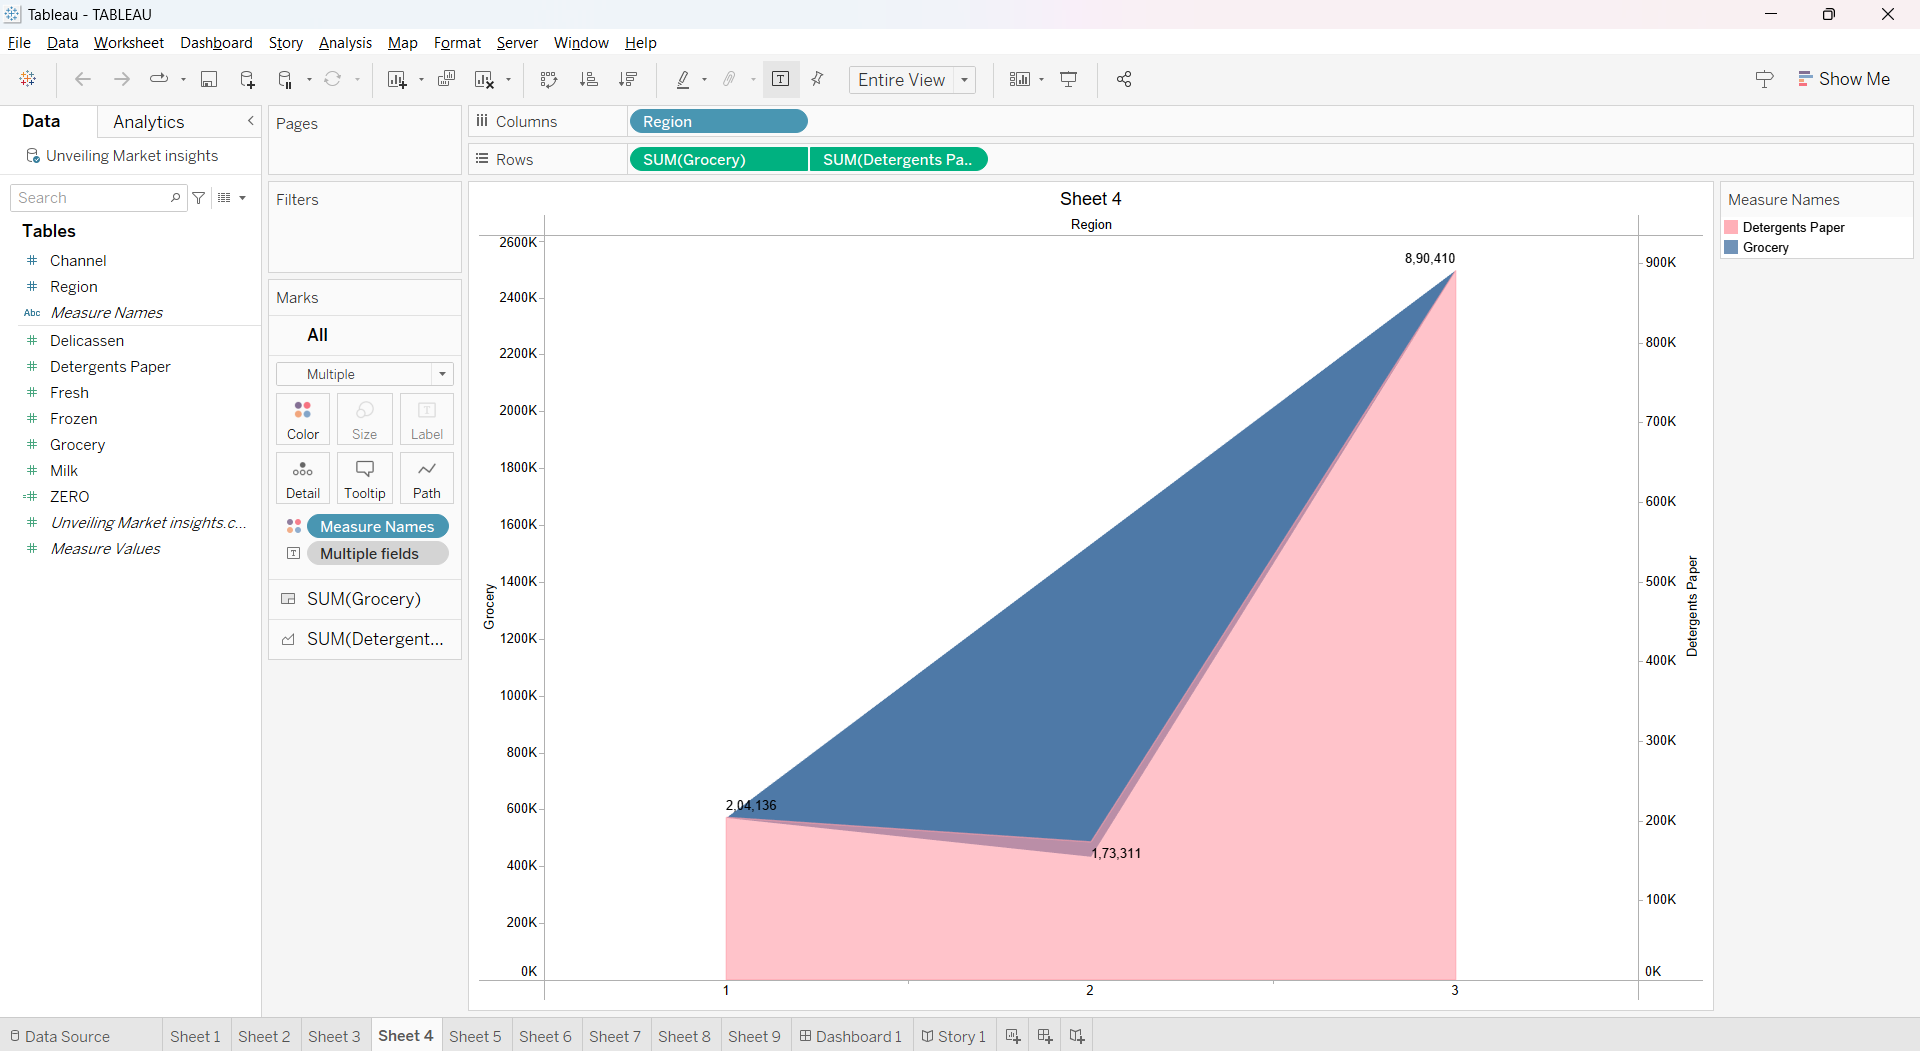 Tableau - TABLEAU
File Data Worksheet Dashboard Story Analysis Map Format Server Window Help
Entire View
Show Me
Data Analytics
Unveiling Market insights
Search
Tables
Channel
Region
Abc Measure Names
Delicassen
Detergents Paper
Fresh
Frozen
Grocery
Milk
ZERO
Unveiling Market insights.c...
Measure Values
Pages
Filters
Marks
All
Multiple
Color Size Label
Detail Tooltip Path
Measure Names
Multiple fields
SUM(Grocery)
SUM(Detergent...
Columns Region
Rows SUM(Grocery) SUM(Detergents Pa..
Sheet 4
Region
2600K
2400K
2200K
2000K
1800K
1600K
1400K
1200K
1000K
800K
600K
400K
200K
0K
Grocery
8,90,410
2,04,136
1,73,311
1 2 3
900K
800K
700K
600K
500K
400K
300K
200K
100K
0K
Detergents Paper
Measure Names
Detergents Paper
Grocery
Data Source Sheet 1 Sheet 2 Sheet 3 Sheet 4 Sheet 5 Sheet 6 Sheet 7 Sheet 8 Sheet 9 Dashboard 1 Story 1